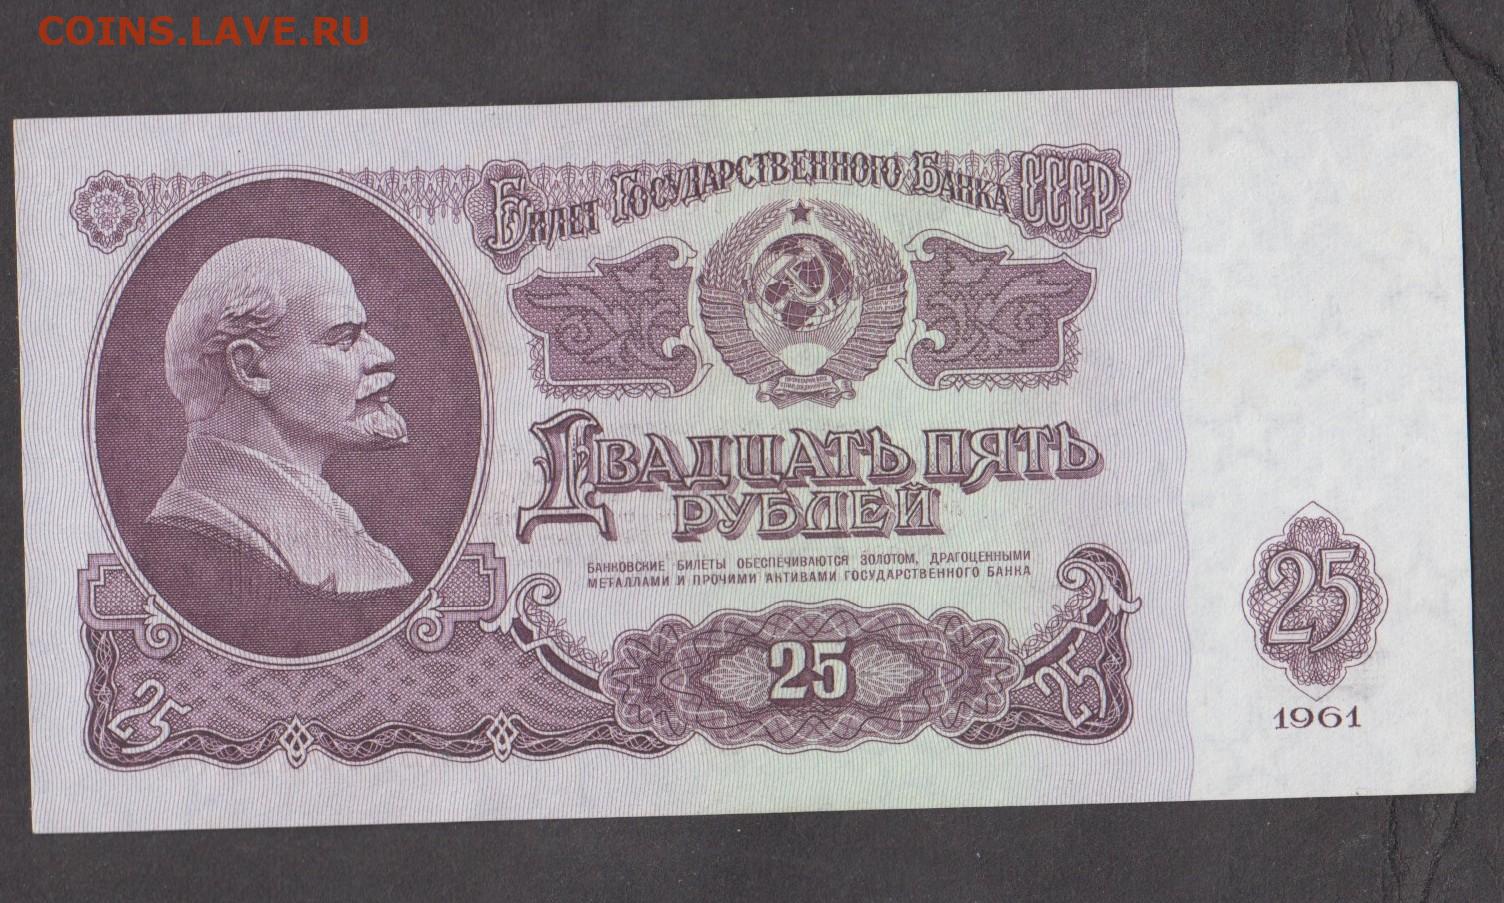 COINS.LAVE.RU
Билет Государственного Банка СССР
Двадцать пять
рублей
БАНКОВСКИЕ БИЛЕТЫ ОБЕСПЕЧИВАЮТСЯ ЗОЛОТОМ, ДРАГОЦЕННЫМИ
МЕТАЛЛАМИ И ПРОЧИМИ АКТИВАМИ ГОСУДАРСТВЕННОГО БАНКА
25
25
25
25
1961